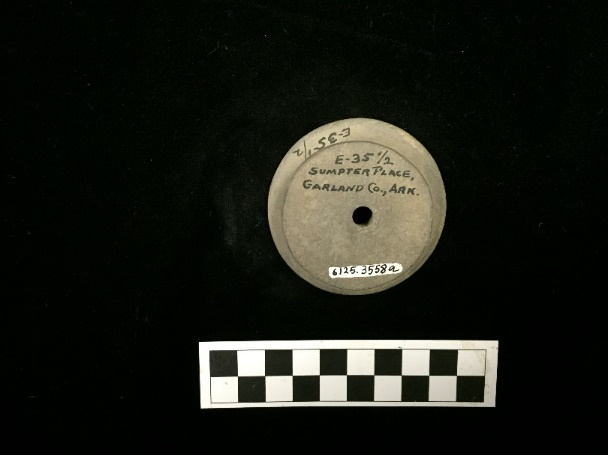 E-35 1/2
E-35 1/2
SUMPTER PLACE,
GARLAND CO., ARK.
6125.3558a